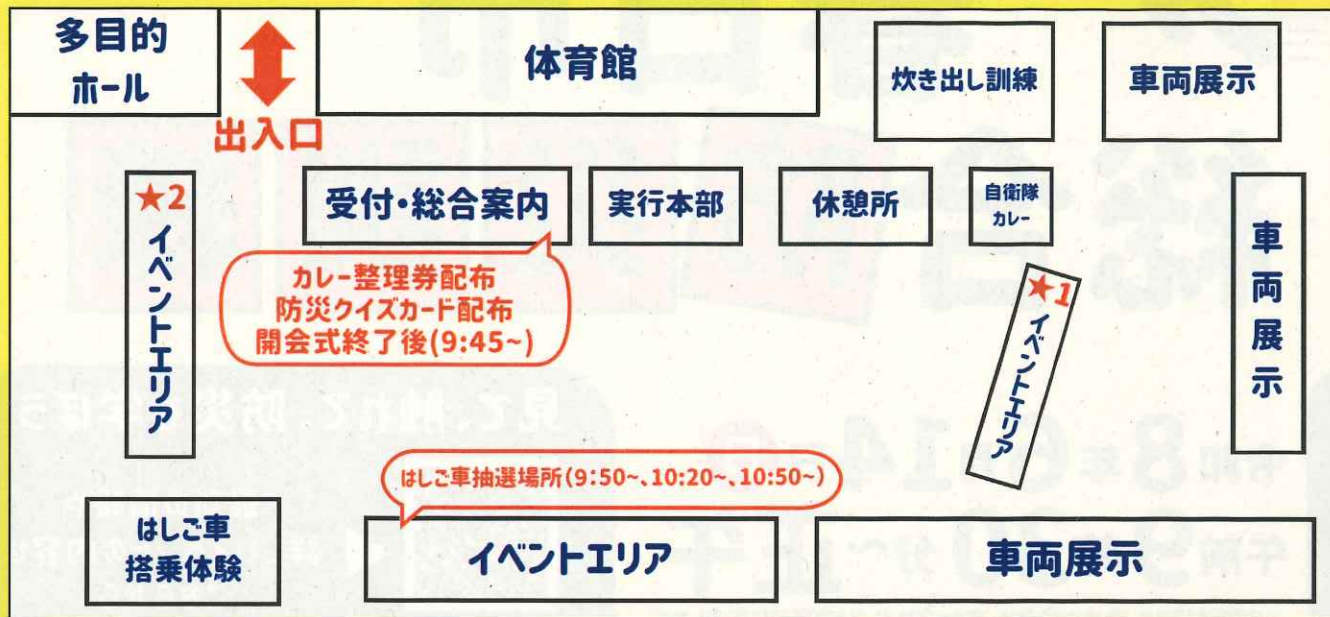 多目的
ホール
出入口
体育館
炊き出し訓練
車両展示
★2
イベントエリア
受付・総合案内
実行本部
休憩所
自衛隊
カレー
車両展示
カレー整理券配布
防災クイズカード配布
開会式終了後(9:45~)
★1
イベントエリア
はしご車抽選場所(9:50~、10:20~、10:50~)
はしご車
搭乗体験
イベントエリア
車両展示